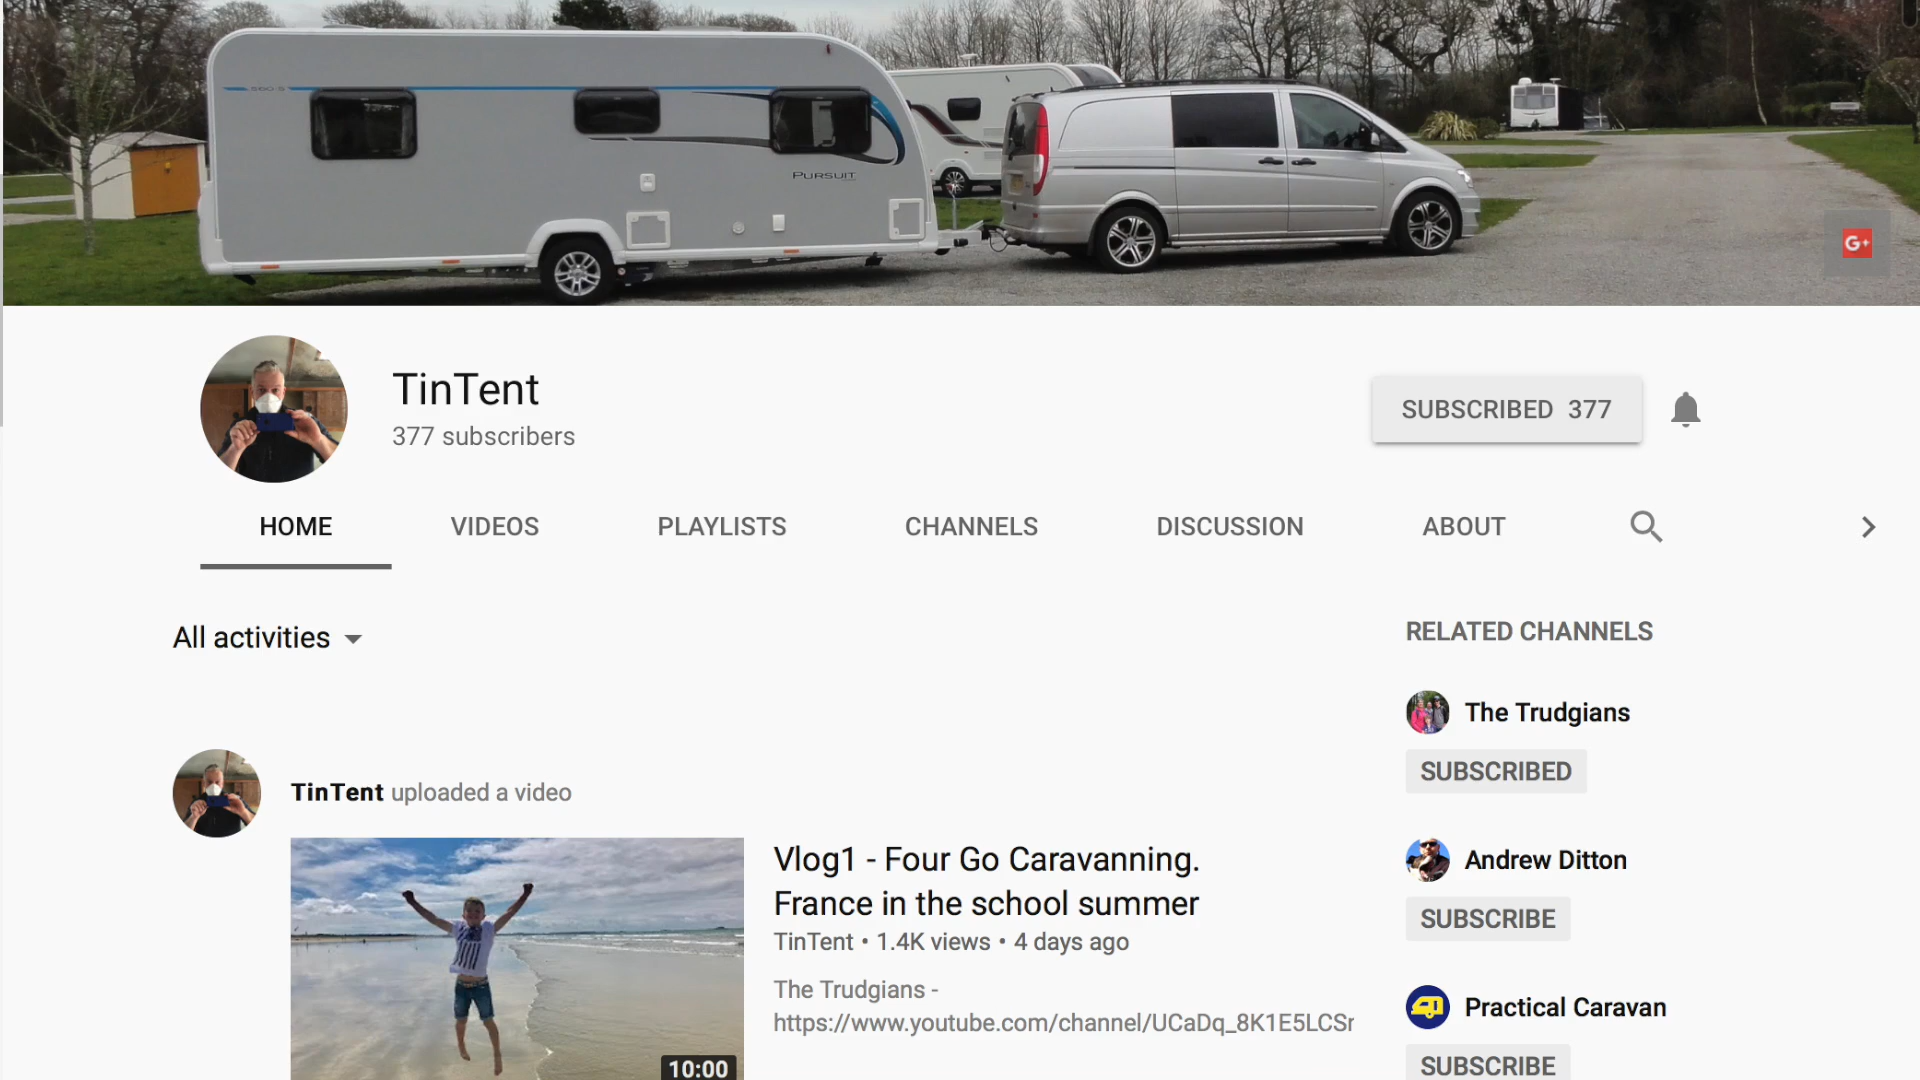 560-5
PURSUIT
G+
TinTent
377 subscribers
SUBSCRIBED 377
HOME VIDEOS PLAYLISTS CHANNELS DISCUSSION ABOUT
All activities
TinTent uploaded a video
Vlog1 - Four Go Caravanning.
France in the school summer
TinTent • 1.4K views • 4 days ago
The Trudgians -
https://www.youtube.com/channel/UCaDq_8K1E5LCSr
10:00
RELATED CHANNELS
The Trudgians
SUBSCRIBED
Andrew Ditton
SUBSCRIBE
Practical Caravan
SUBSCRIBE